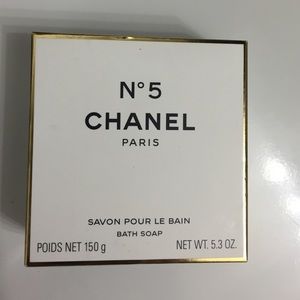 N°5
CHANEL
PARIS
SAVON POUR LE BAIN
BATH SOAP
POIDS NET 150 g NET WT. 5.3 OZ.